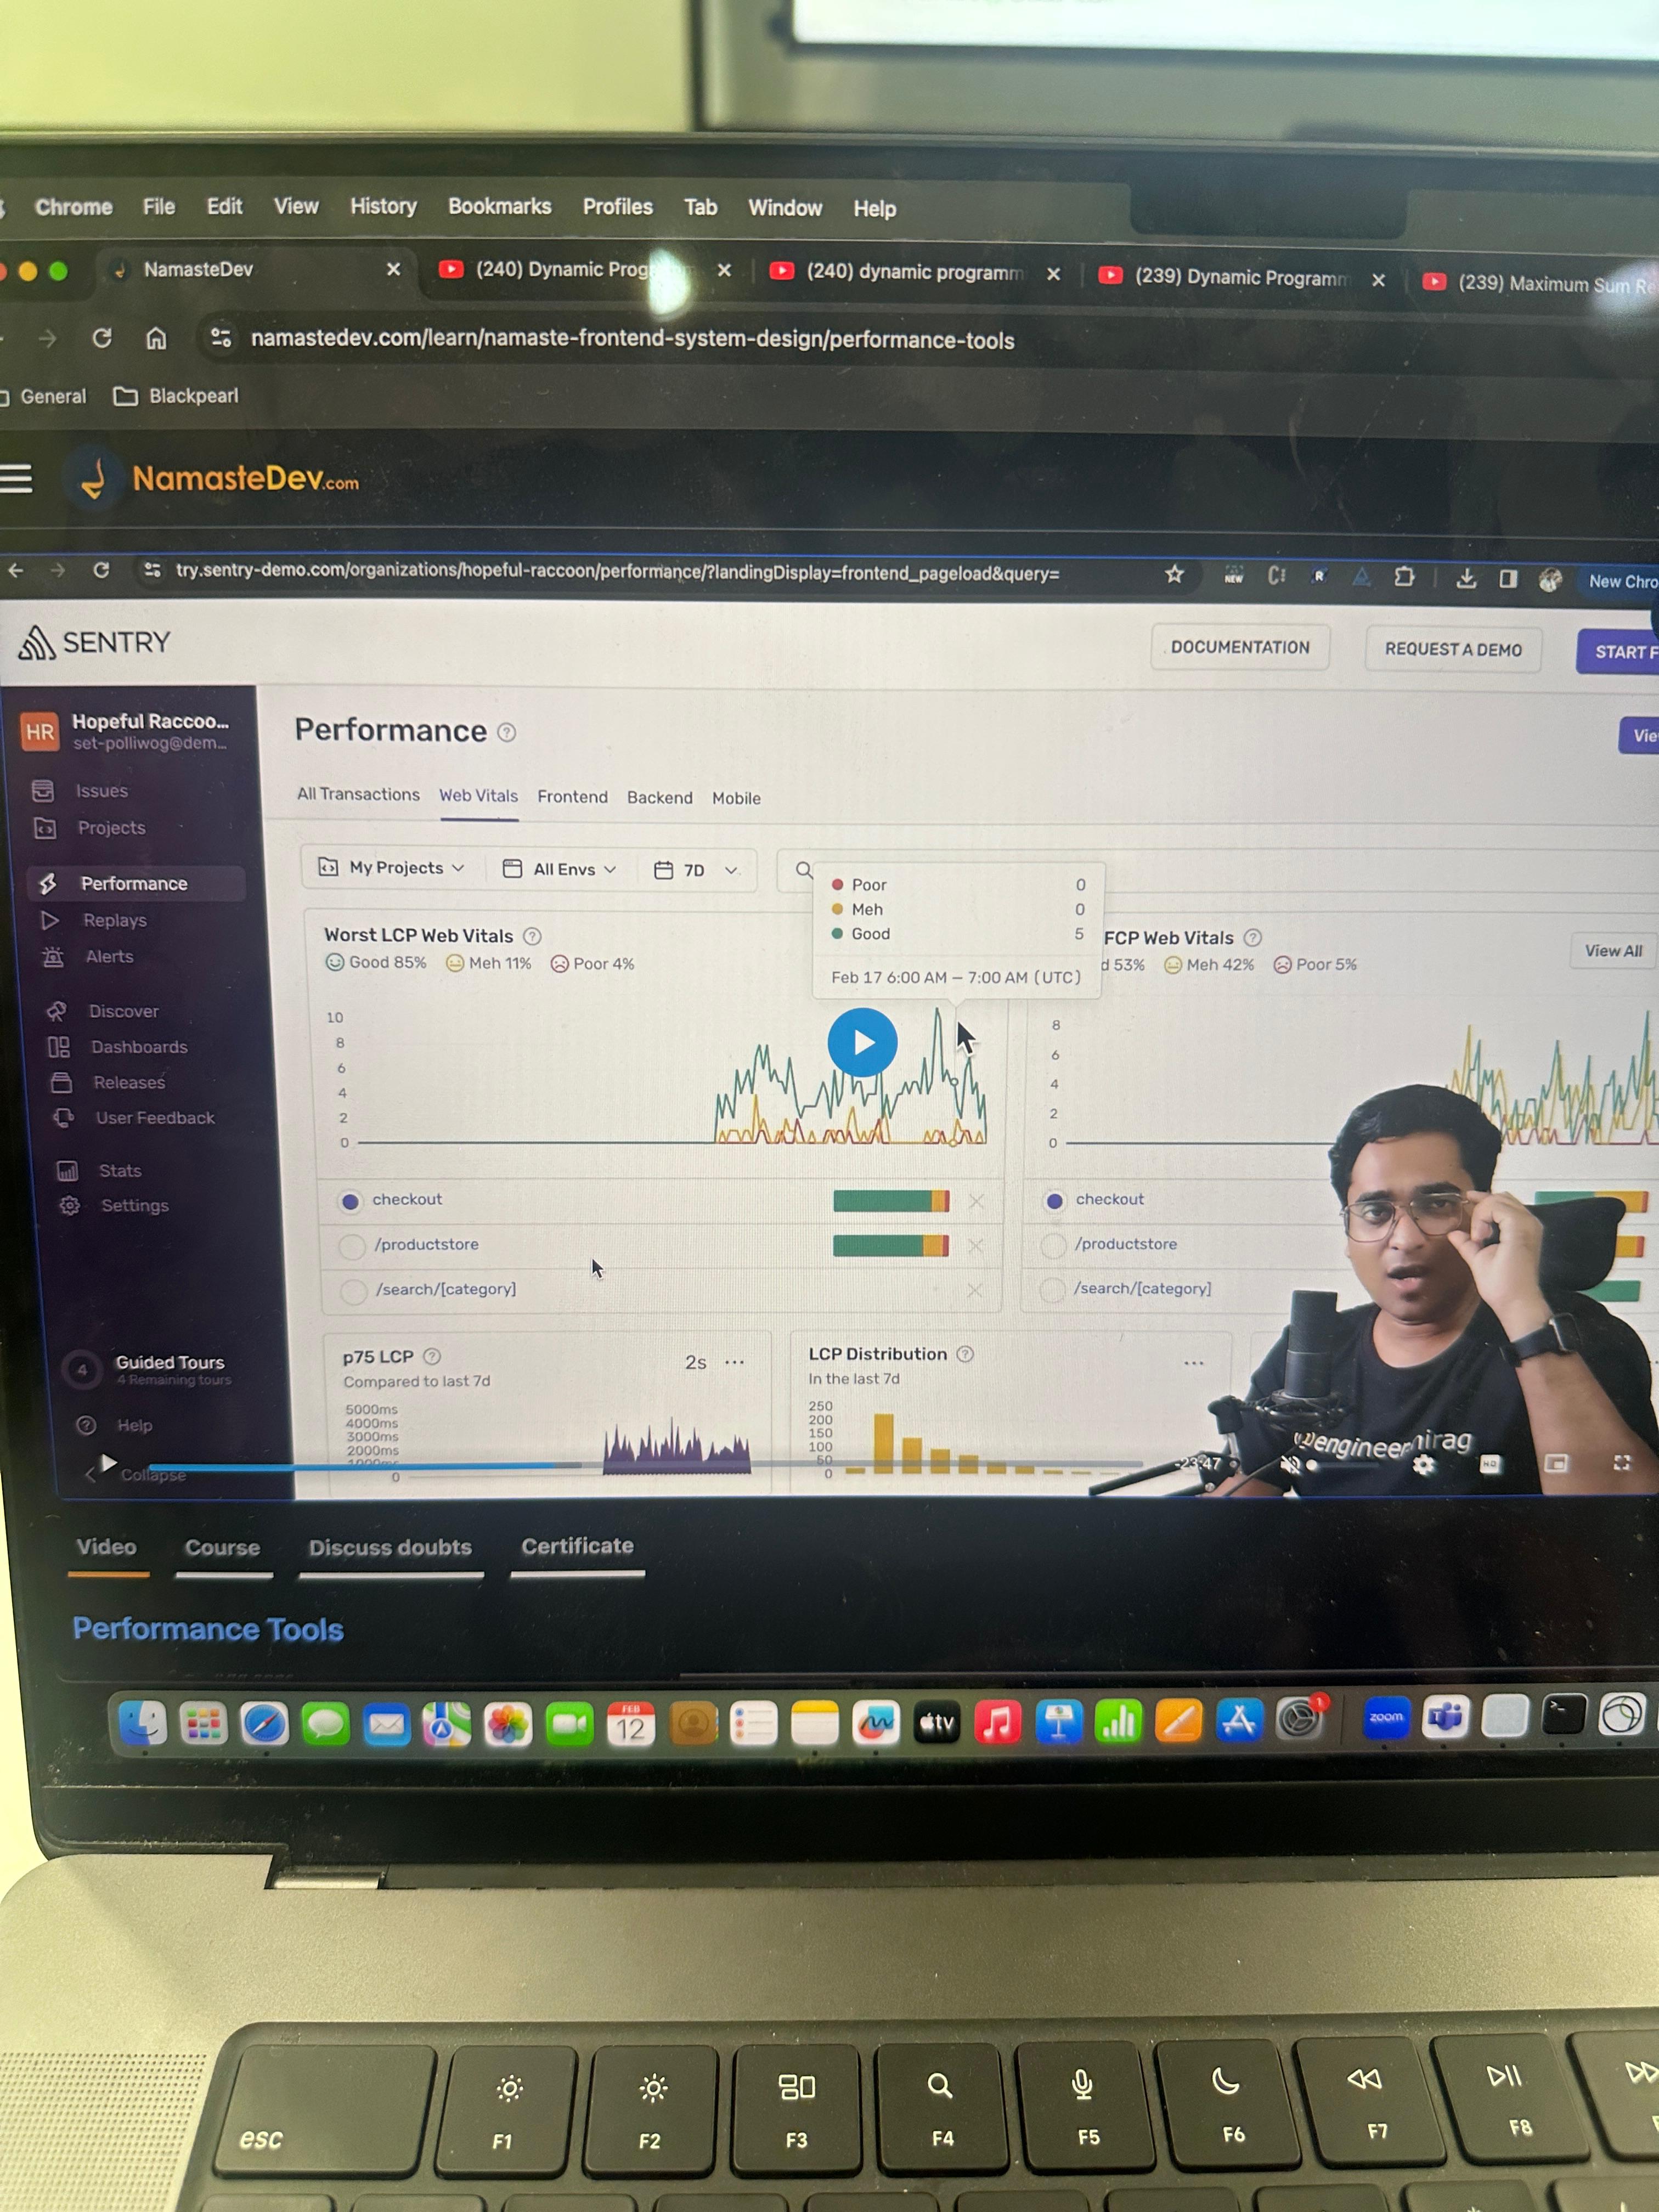 Chrome File Edit View History Bookmarks Profiles Tab Window Help
NamasteDev (240) Dynamic Prog (240) dynamic programm (239) Dynamic Programm (239) Maximum Sum Re
namastedev.com/learn/namaste-frontend-system-design/performance-tools
General Blackpearl
NamasteDev.com
try.sentry-demo.com/organizations/hopeful-raccoon/performance/?landingDisplay=frontend_pageload&query=
NEW
R
New Chro
SENTRY
DOCUMENTATION
REQUEST A DEMO
START F
HR
Hopeful Raccoo...
set-polliwog@dem...
Issues
Projects
Performance
Replays
Alerts
Discover
Dashboards
Releases
User Feedback
Stats
Settings
4
Guided Tours
4 Remaining tours
Help
Collapse
Performance
Vie
All Transactions Web Vitals Frontend Backend Mobile
My Projects All Envs 7D
Poor 0
Meh 0
Good 5
Feb 17 6:00 AM — 7:00 AM (UTC)
Worst LCP Web Vitals
Good 85% Meh 11% Poor 4%
10
8
6
4
2
0
checkout
/productstore
/search/[category]
FCP Web Vitals
d 53% Meh 42% Poor 5%
View All
8
6
4
2
0
checkout
/productstore
/search/[category]
p75 LCP 2s
Compared to last 7d
5000ms
4000ms
3000ms
2000ms
1000ms
0
LCP Distribution
In the last 7d
250
200
150
100
50
0
-23:47
HD
Video Course Discuss doubts Certificate
Performance Tools
FEB
12
tv
1
zoom
T
esc
F1
F2
F3
F4
F5
F6
F7
F8